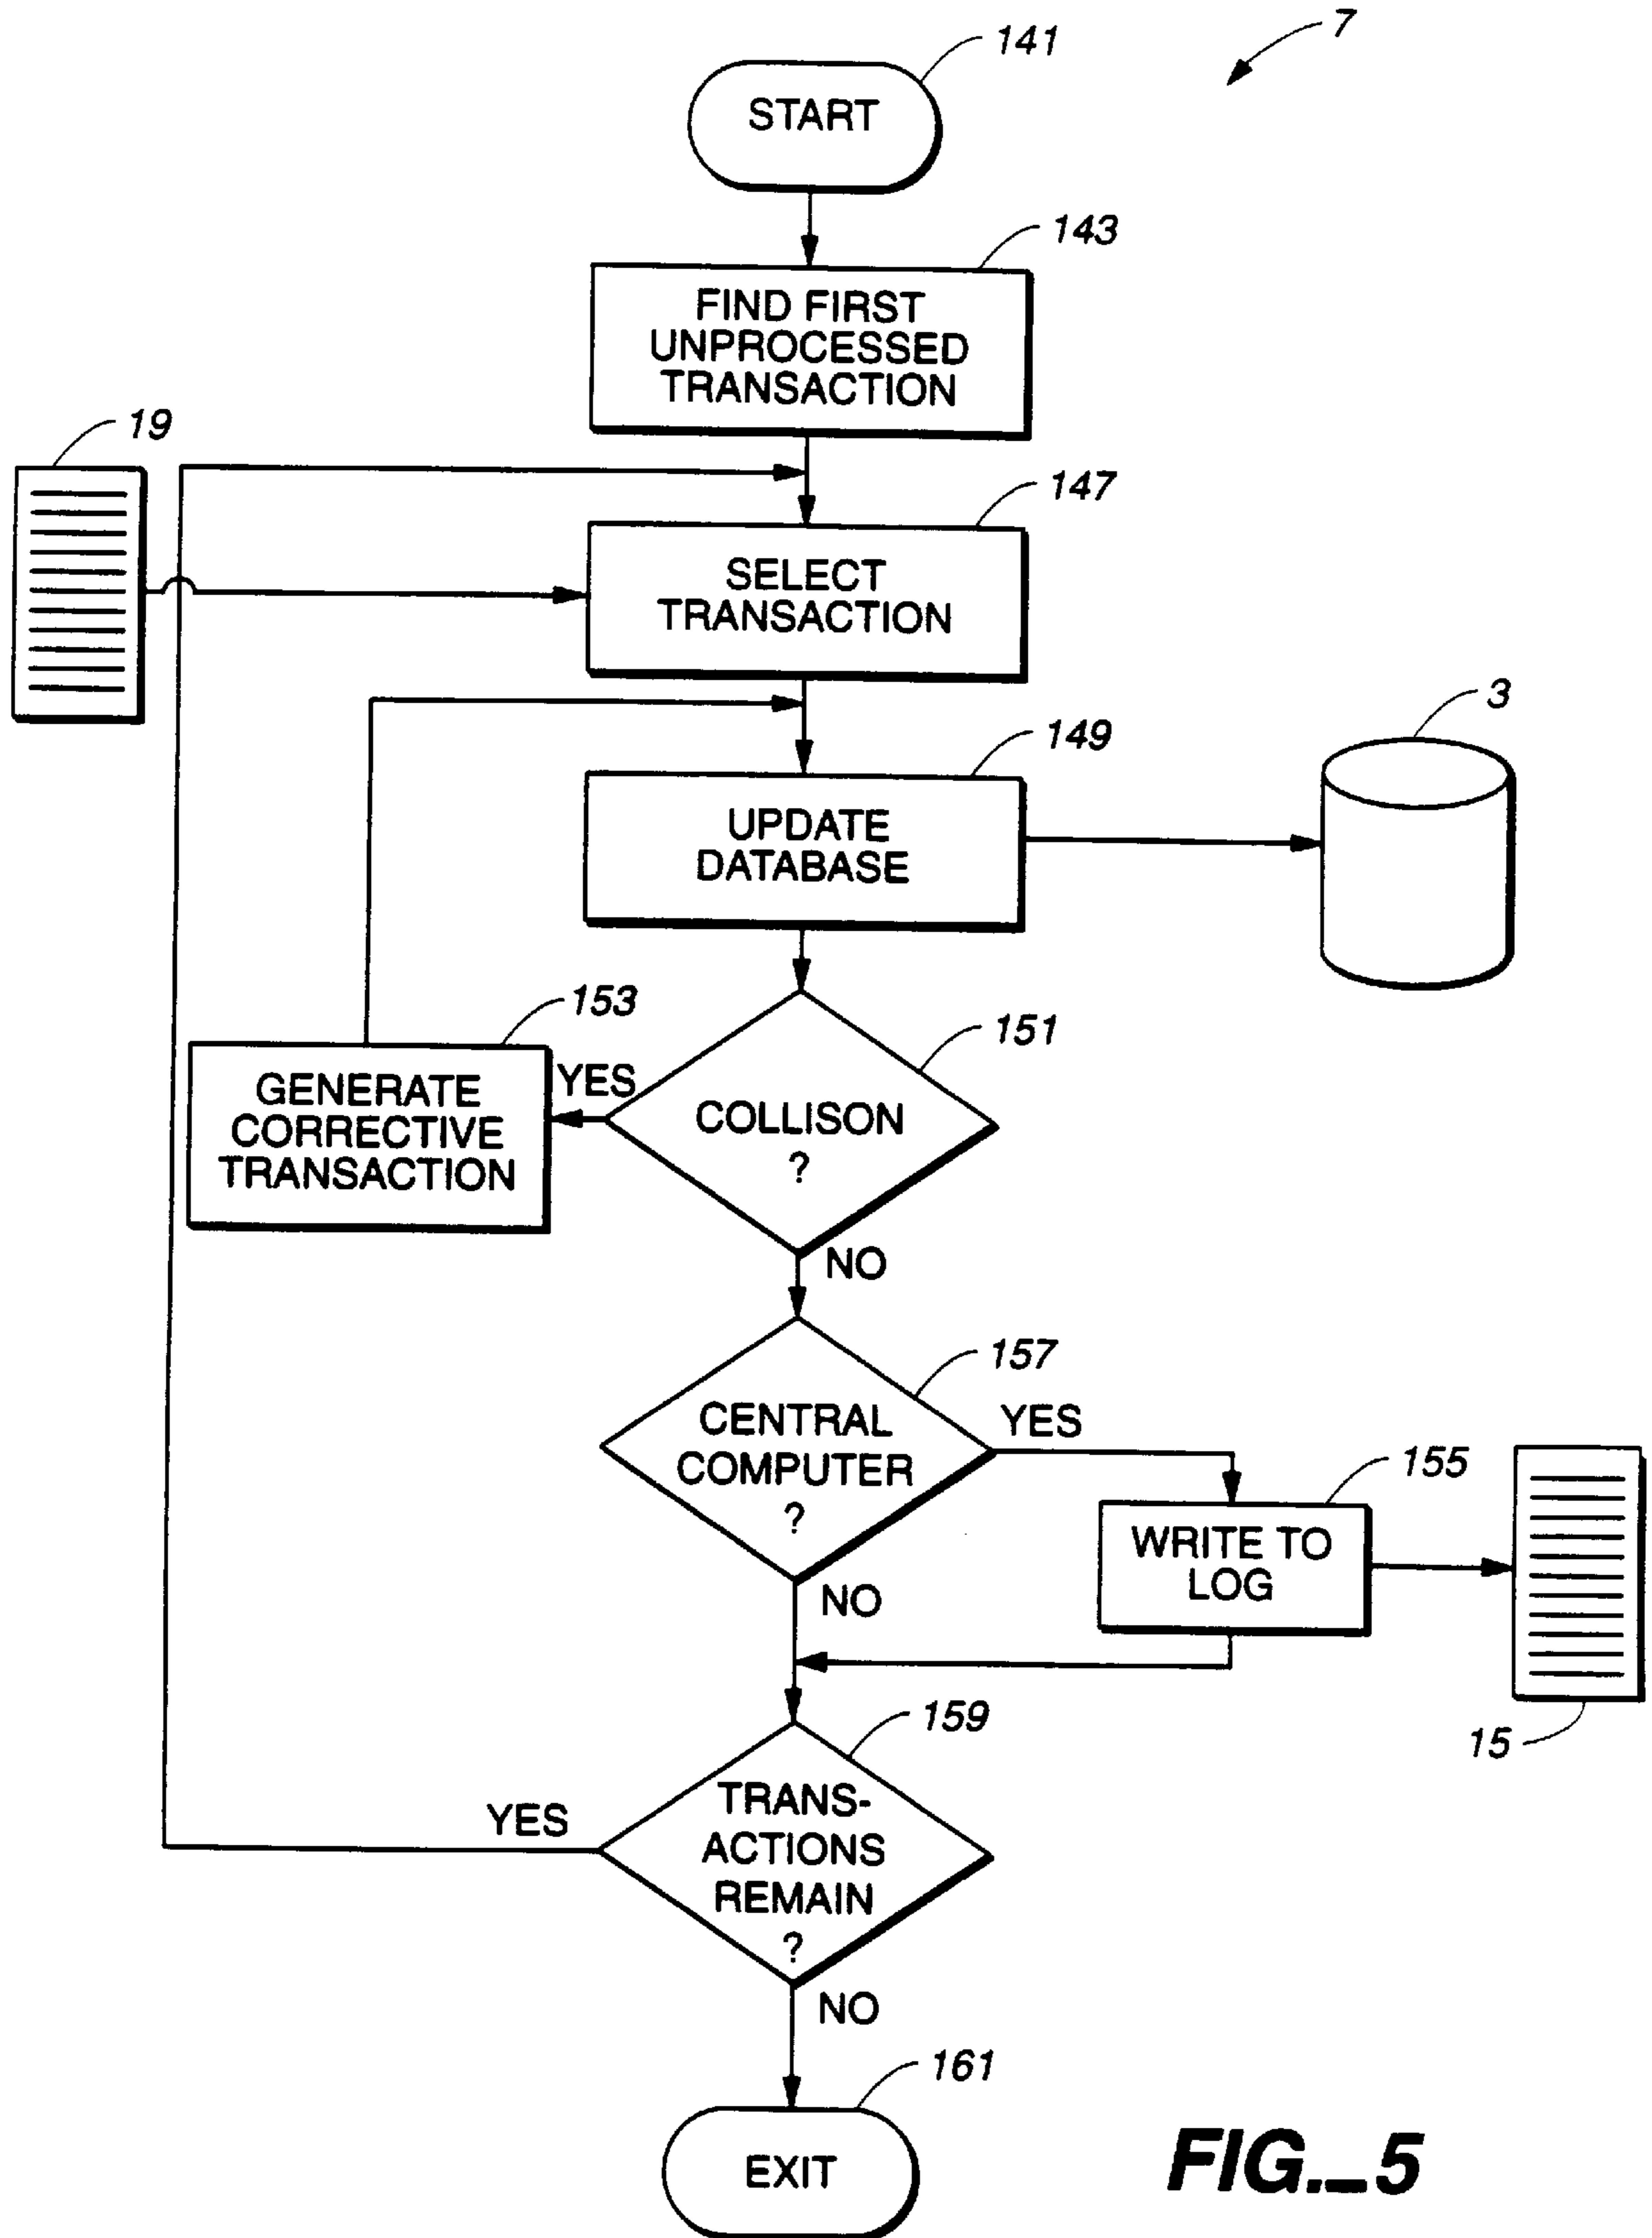 7
141
START
143
FIND FIRST
UNPROCESSED
TRANSACTION
19
147
SELECT
TRANSACTION
3
149
UPDATE
DATABASE
153
GENERATE
CORRECTIVE
TRANSACTION
YES
151
COLLISON
?
NO
157
CENTRAL
COMPUTER
?
YES
155
WRITE TO
LOG
15
NO
159
TRANS-
ACTIONS
REMAIN
?
YES
NO
161
EXIT
FIG._5